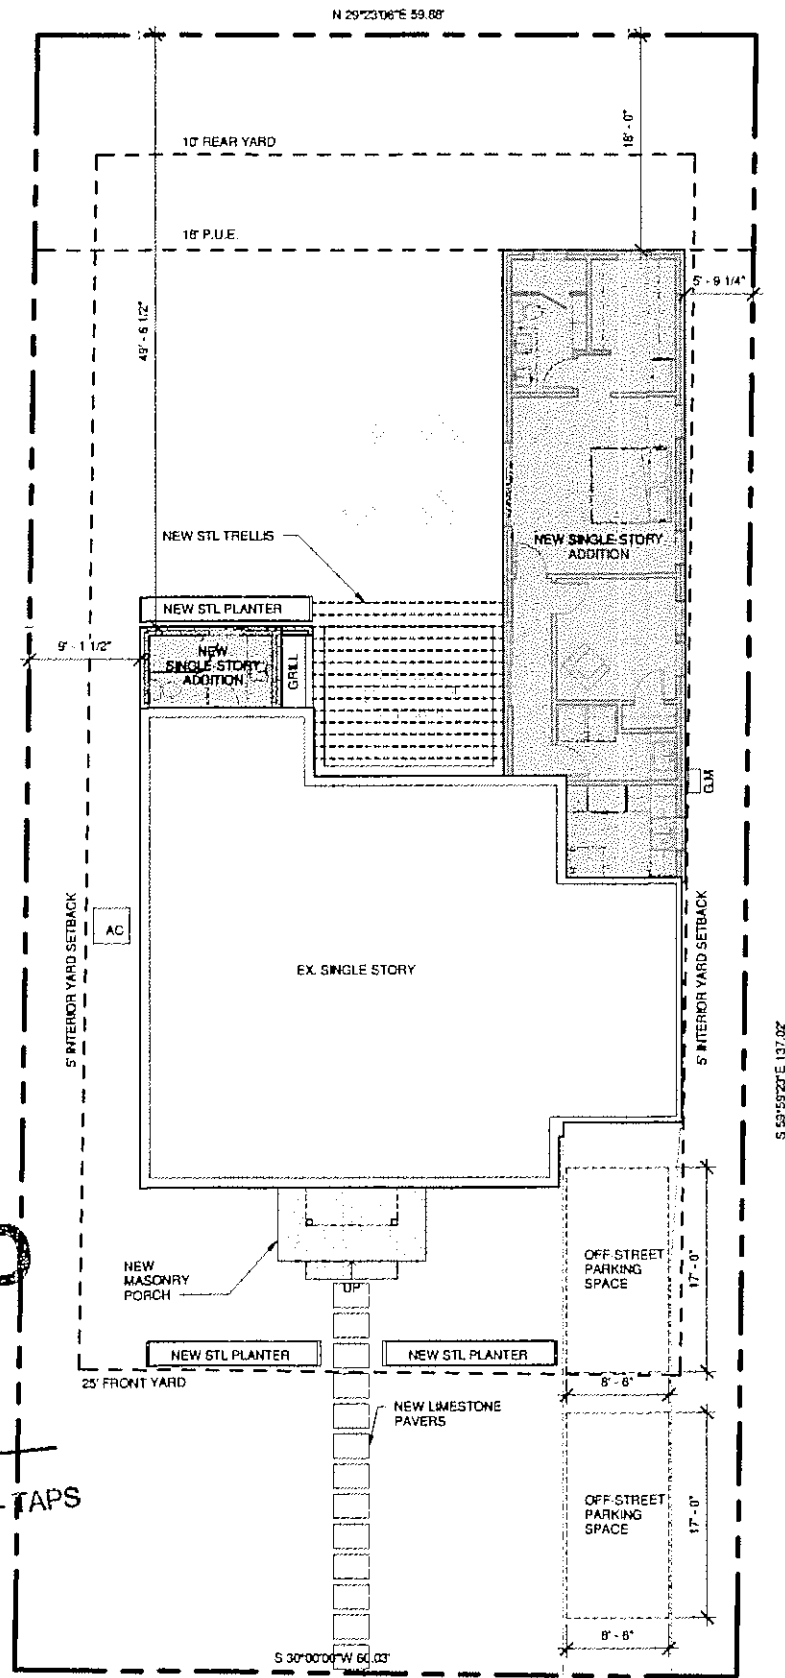 N 29°23'06"E 59.88'
10' REAR YARD
18' - 0"
18' P.U.E.
5' - 9 1/4"
49' - 6 1/2"
NEW STL TRELLIS
NEW SINGLE-STORY
ADDITION
NEW STL PLANTER
9' - 1 1/2"
NEW
SINGLE-STORY
ADDITION
GRILL
G.M
5' INTERIOR YARD SETBACK
AC
EX. SINGLE STORY
5' INTERIOR YARD SETBACK
S 59°59'23"E 137.02'
NEW
MASONRY
PORCH
UP
OFF-STREET
PARKING
SPACE
17' - 0"
NEW STL PLANTER
NEW STL PLANTER
25' FRONT YARD
8' - 6"
NEW LIMESTONE
PAVERS
TAPS
OFF-STREET
PARKING
SPACE
17' - 0"
8' - 6"
S 30°00'00"W 60.03'